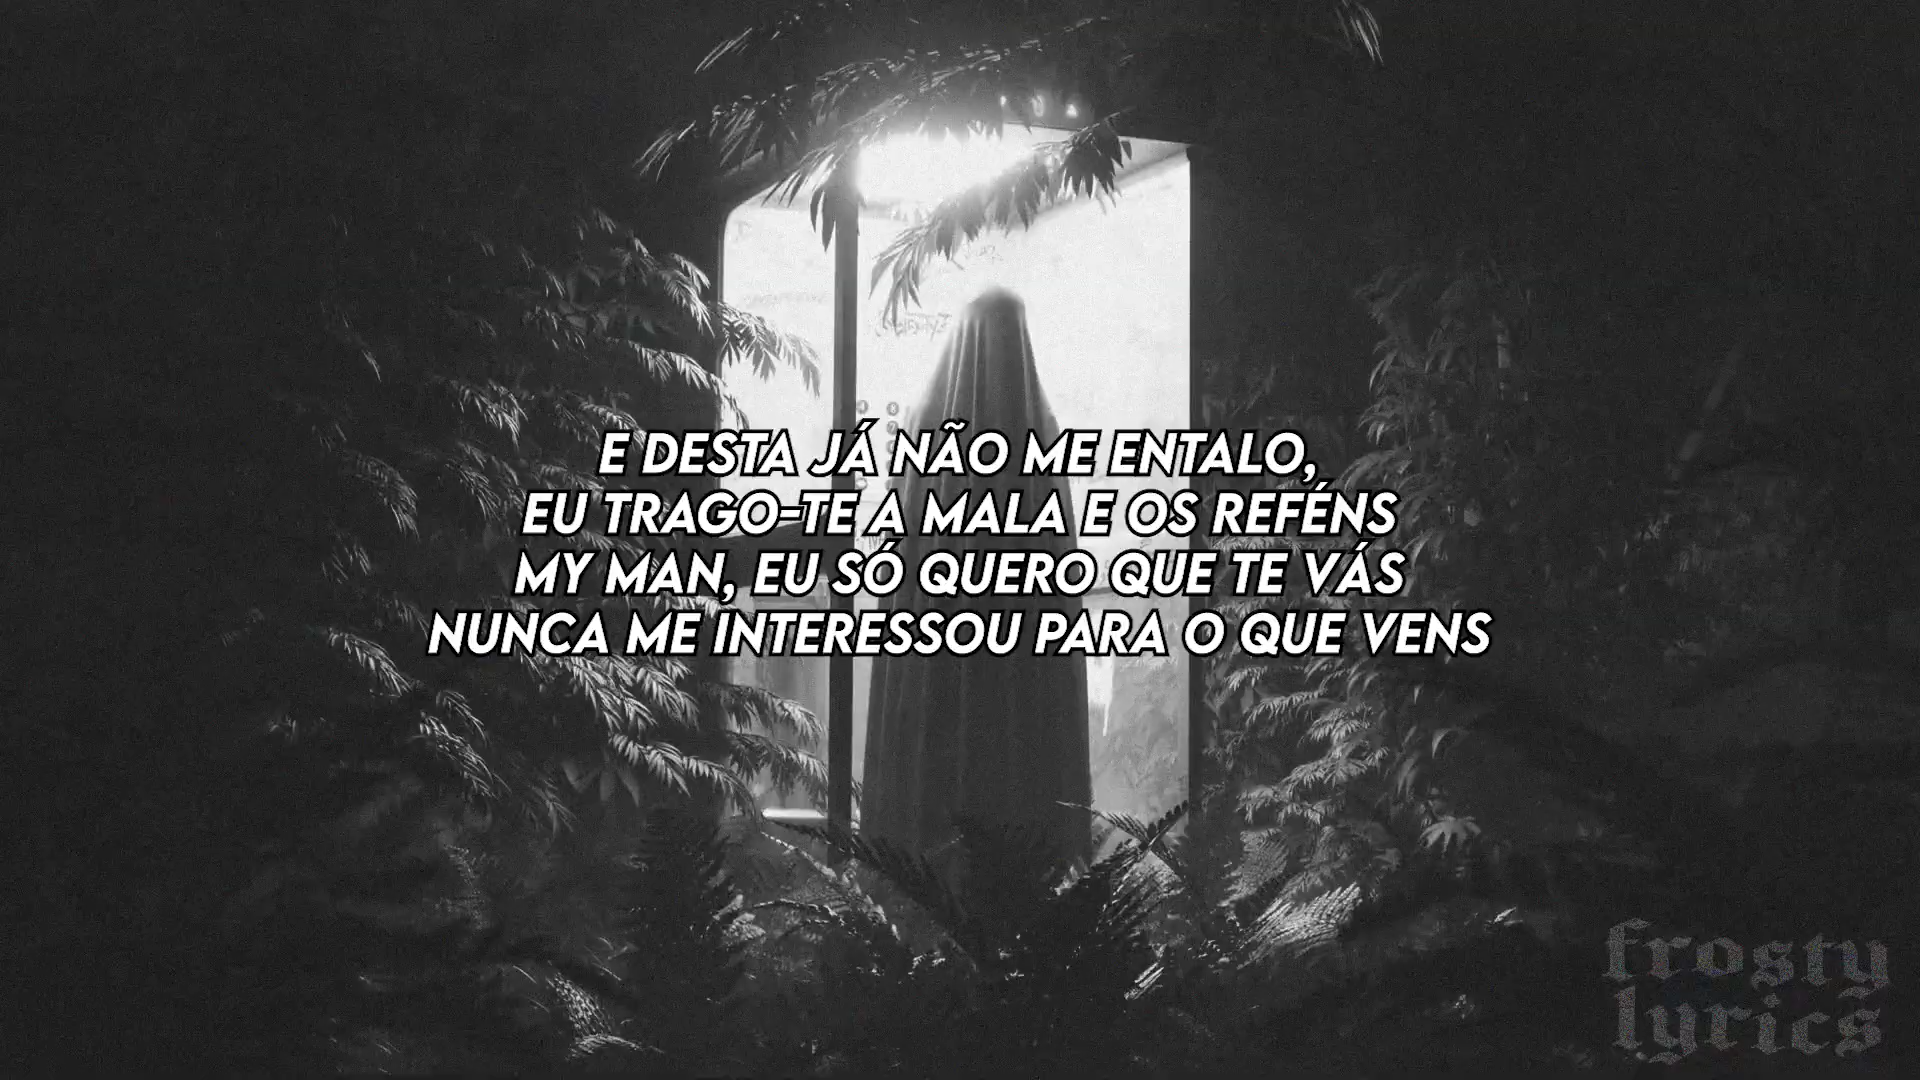 E DESTA JÁ NÃO ME ENTALO,
EU TRAGO-TE A MALA E OS REFÉNS
MY MAN, EU SÓ QUERO QUE TE VÁS
NUNCA ME INTERESSOU PARA O QUE VENS
frosty
lyrics